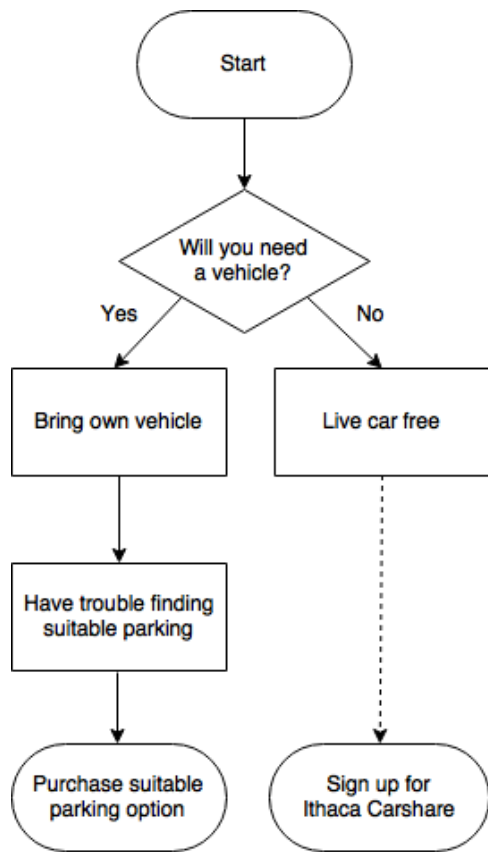 Start
Will you need
a vehicle?
Yes
No
Bring own vehicle
Live car free
Have trouble finding
suitable parking
Purchase suitable
parking option
Sign up for
Ithaca Carshare